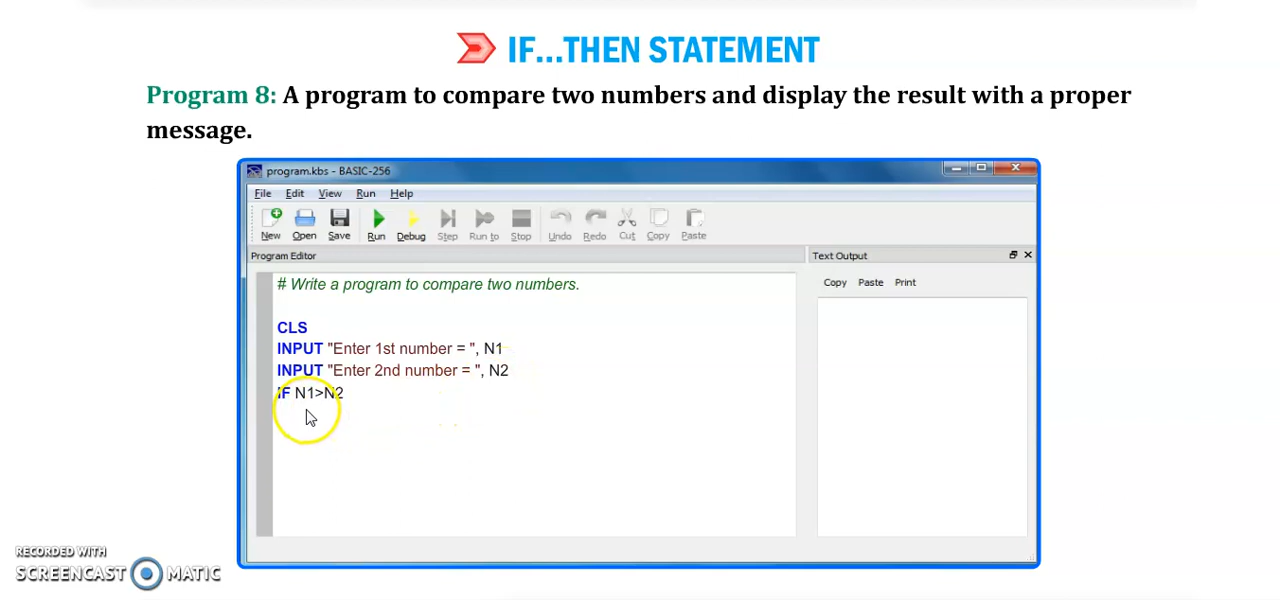 IF...THEN STATEMENT
Program 8: A program to compare two numbers and display the result with a proper
message.
program.kbs - BASIC-256
File Edit View Run Help
New Open Save Run Debug Step Run to Stop Undo Redo Cut Copy Paste
Program Editor
Text Output
Copy Paste Print
# Write a program to compare two numbers.
CLS
INPUT "Enter 1st number = ", N1
INPUT "Enter 2nd number = ", N2
IF N1>N2
RECORDED WITH
SCREENCAST MATIC